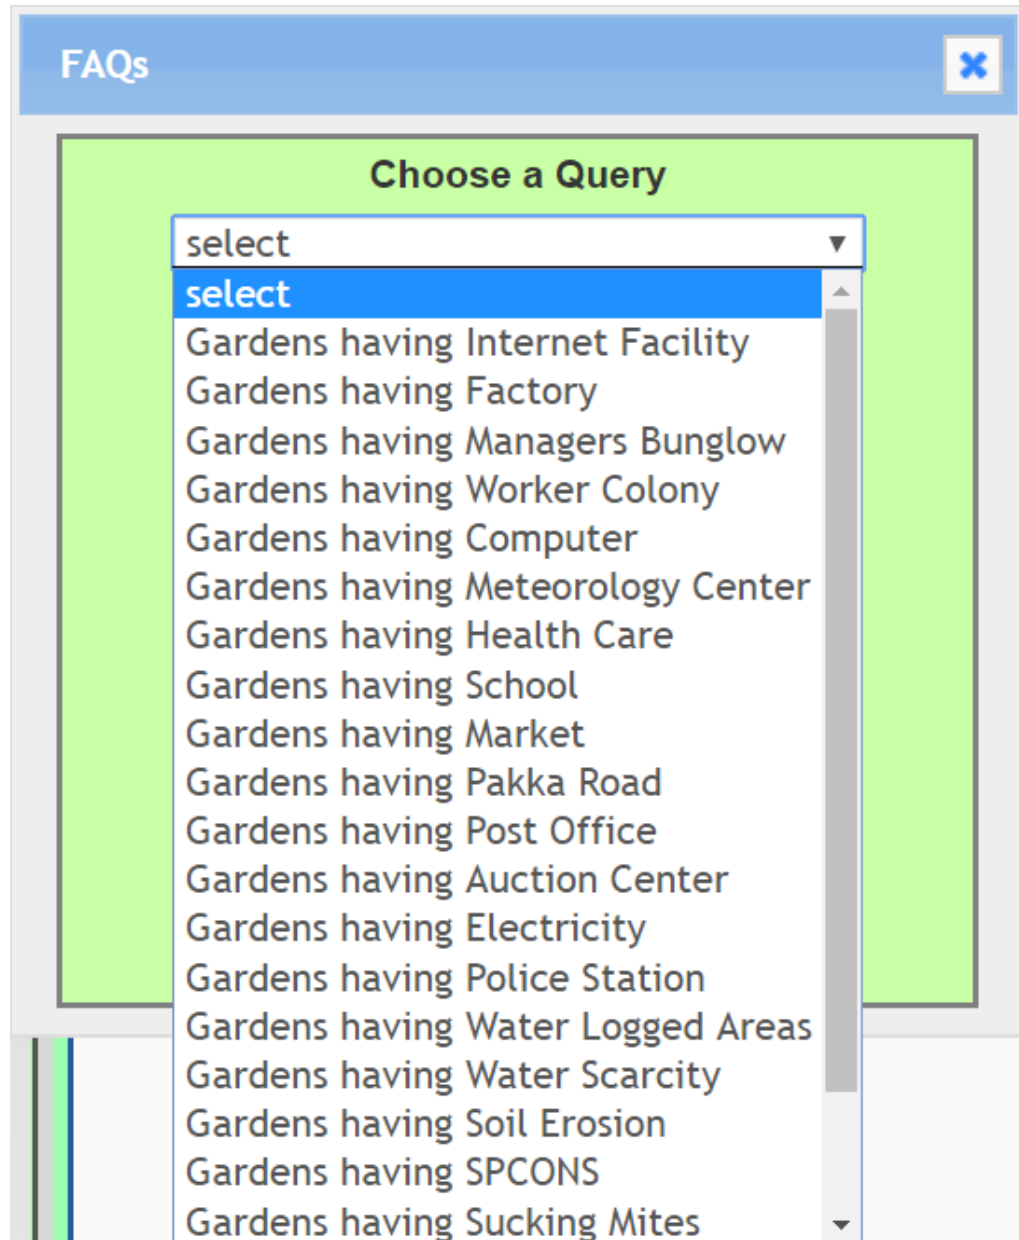 FAQs
Choose a Query
select
select
Gardens having Internet Facility
Gardens having Factory
Gardens having Managers Bunglow
Gardens having Worker Colony
Gardens having Computer
Gardens having Meteorology Center
Gardens having Health Care
Gardens having School
Gardens having Market
Gardens having Pakka Road
Gardens having Post Office
Gardens having Auction Center
Gardens having Electricity
Gardens having Police Station
Gardens having Water Logged Areas
Gardens having Water Scarcity
Gardens having Soil Erosion
Gardens having SPCONS
Gardens having Sucking Mites